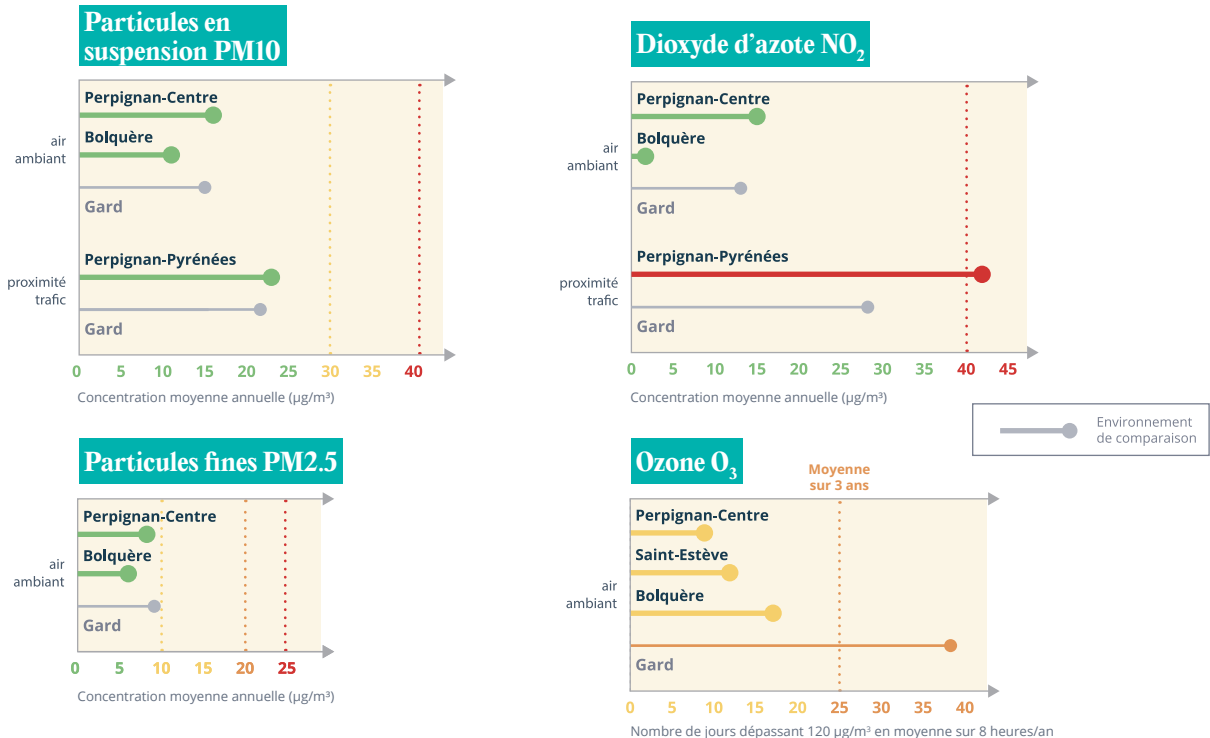 Particules en
suspension PM10
Perpignan-Centre
Bolquère
air
ambiant
Gard
Perpignan-Pyrénées
proximité
trafic
Gard
0 5 10 15 20 25 30 35 40
Concentration moyenne annuelle (µg/m³)
Dioxyde d’azote NO₂
Perpignan-Centre
Bolquère
air
ambiant
Gard
Perpignan-Pyrénées
proximité
trafic
Gard
0 5 10 15 20 25 30 35 40 45
Concentration moyenne annuelle (µg/m³)
Environnement
de comparaison
Particules fines PM2.5
Perpignan-Centre
Bolquère
air
ambiant
Gard
0 5 10 15 20 25
Concentration moyenne annuelle (µg/m³)
Ozone O₃
Moyenne
sur 3 ans
Perpignan-Centre
Saint-Estève
air
ambiant
Bolquère
Gard
0 5 10 15 20 25 30 35 40
Nombre de jours dépassant 120 µg/m³ en moyenne sur 8 heures/an